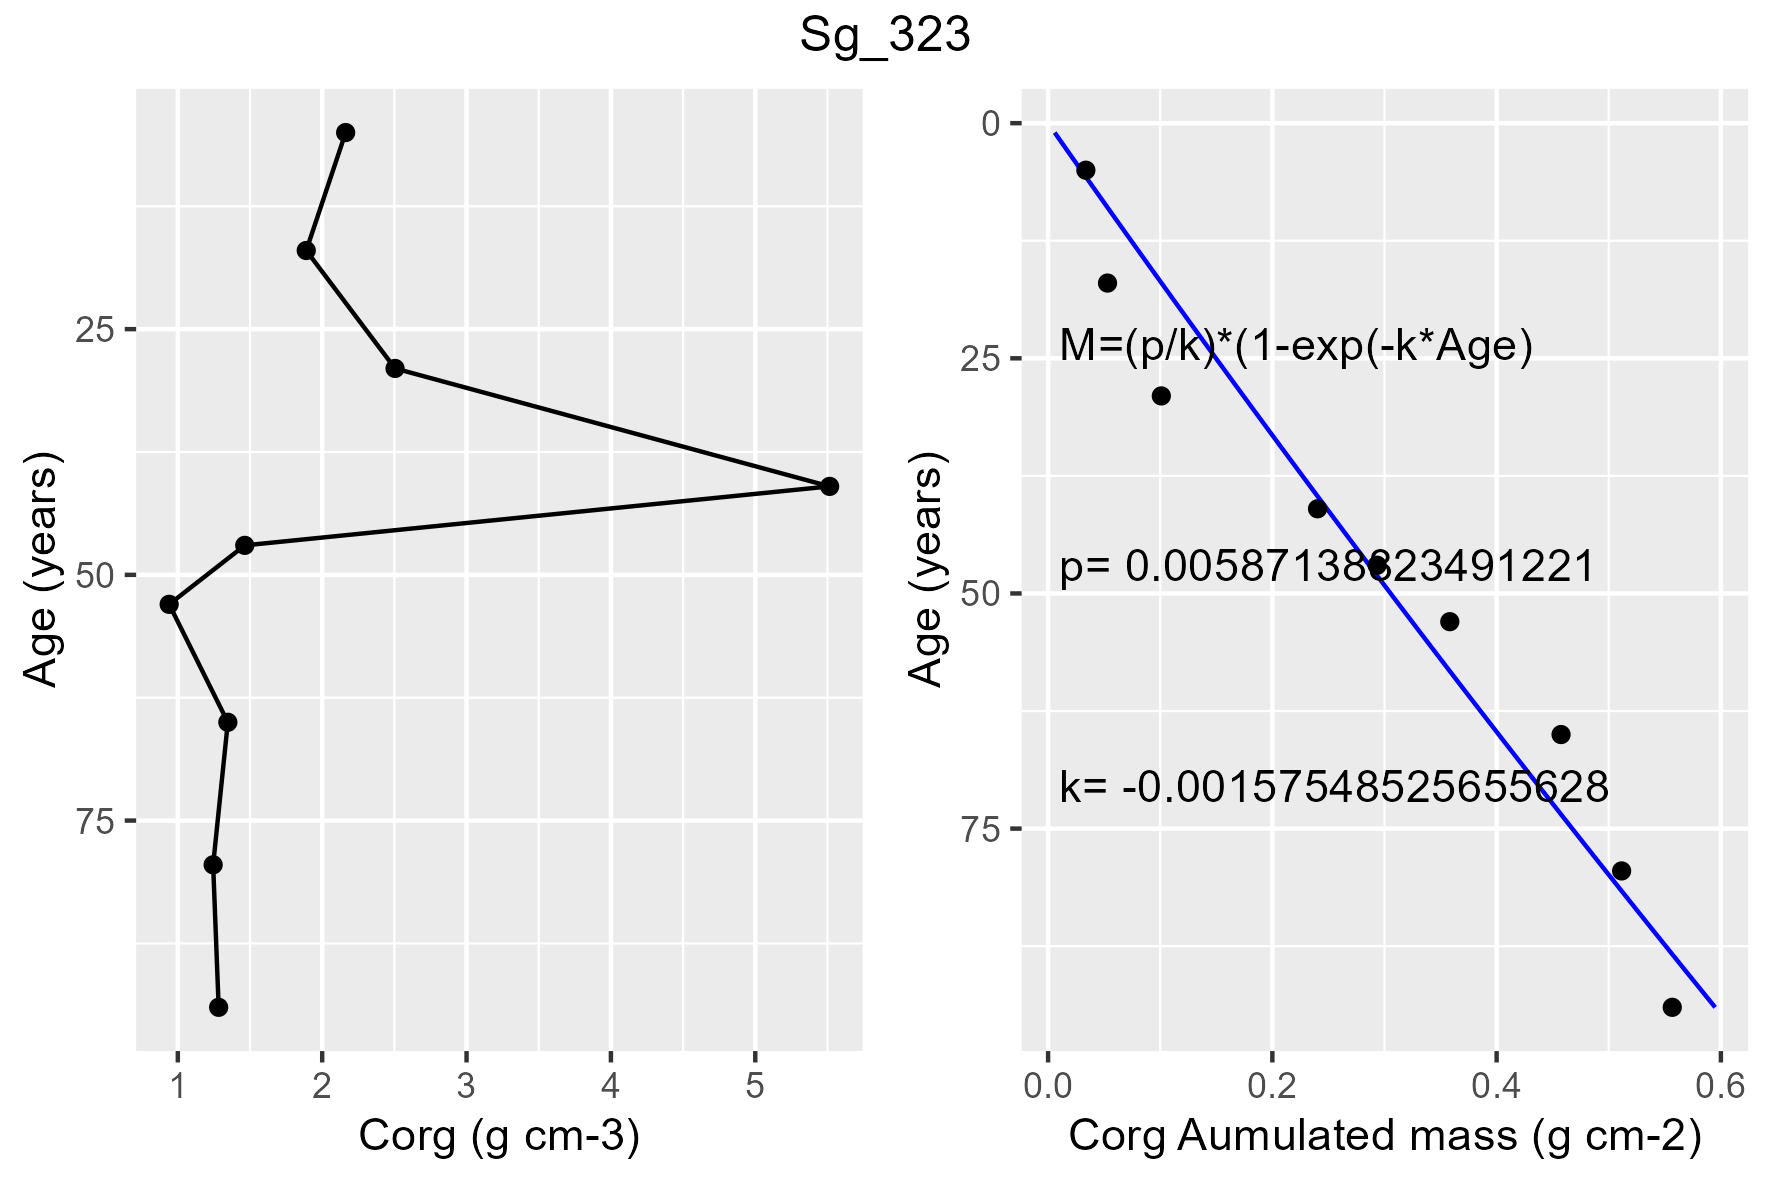 Sg_323
Age (years)
25
50
75
1
2
3
4
5
Corg (g cm-3)
Age (years)
0
25
50
75
M=(p/k)*(1-exp(-k*Age)
p= 0.00587138823491221
k= -0.001575485256556​28
0.0
0.2
0.4
0.6
Corg Aumulated mass (g cm-2)